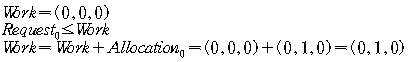 Work=(0,0,0)
Request₀≤Work
Work=Work+Allocation₀=(0,0,0)+(0,1,0)=(0,1,0)